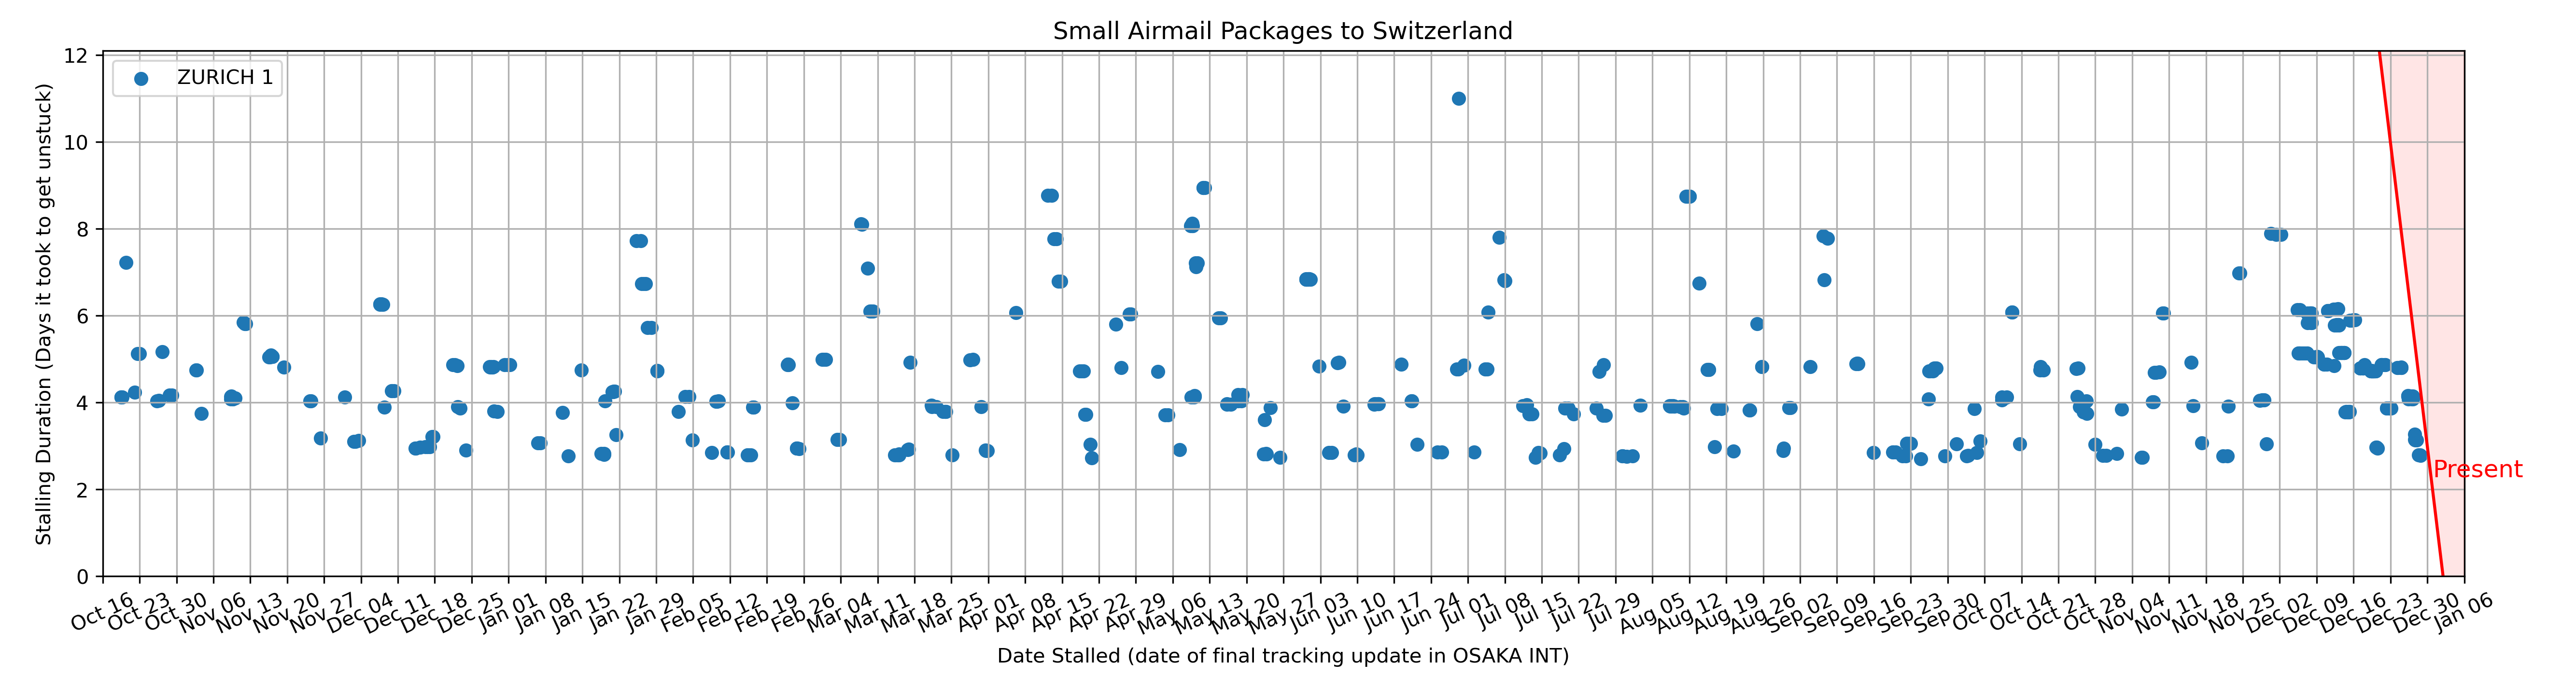 Small Airmail Packages to Switzerland
ZURICH 1
Stalling Duration (Days it took to get unstuck)
12
10
8
6
4
2
0
Present
Oct 16 Oct 23 Oct 30 Nov 06 Nov 13 Nov 20 Nov 27 Dec 04 Dec 11 Dec 18 Dec 25 Jan 01 Jan 08 Jan 15 Jan 22 Jan 29 Feb 05 Feb 12 Feb 19 Feb 26 Mar 04 Mar 11 Mar 18 Mar 25 Apr 01 Apr 08 Apr 15 Apr 22 Apr 29 May 06 May 13 May 20 May 27 Jun 03 Jun 10 Jun 17 Jun 24 Jul 01 Jul 08 Jul 15 Jul 22 Jul 29 Aug 05 Aug 12 Aug 19 Aug 26 Sep 02 Sep 09 Sep 16 Sep 23 Sep 30 Oct 07 Oct 14 Oct 21 Oct 28 Nov 04 Nov 11 Nov 18 Nov 25 Dec 02 Dec 09 Dec 16 Dec 23 Dec 30 Jan 06
Date Stalled (date of final tracking update in OSAKA INT)